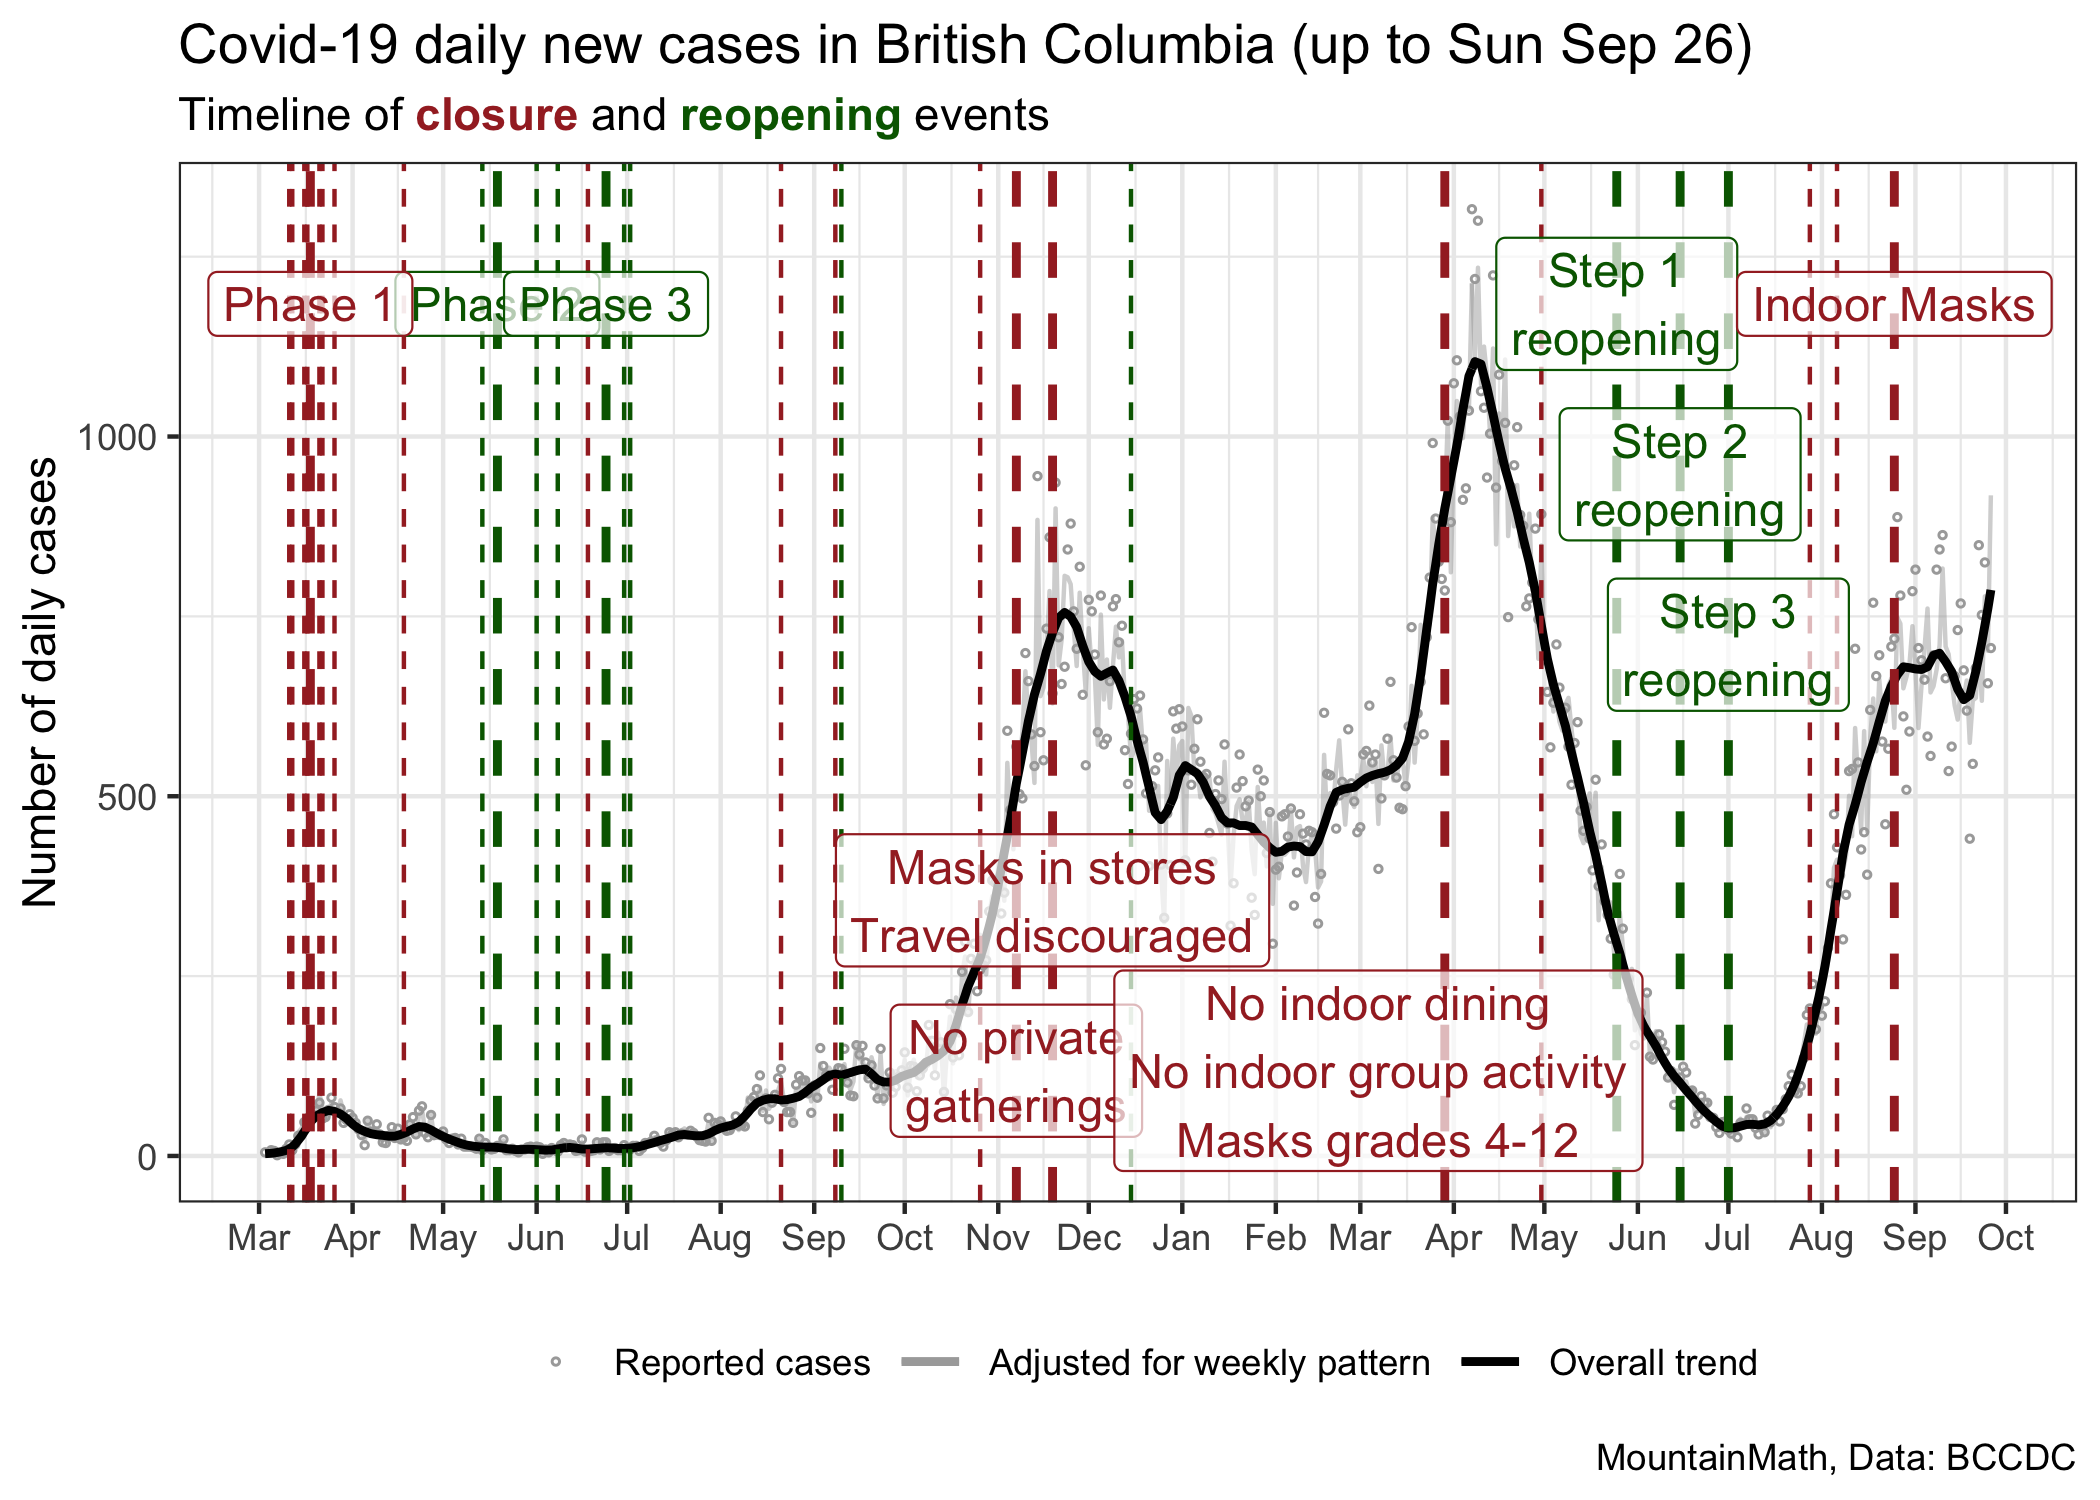 Covid-19 daily new cases in British Columbia (up to Sun Sep 26)
Timeline of closure and reopening events
Number of daily cases
1000
500
0
Phase 1
Phase 2
Phase 3
Step 1
reopening
Indoor Masks
Step 2
reopening
Step 3
reopening
Masks in stores
Travel discouraged
No private
gatherings
No indoor dining
No indoor group activity
Masks grades 4-12
Mar Apr May Jun Jul Aug Sep Oct Nov Dec Jan Feb Mar Apr May Jun Jul Aug Sep Oct
Reported cases Adjusted for weekly pattern Overall trend
MountainMath, Data: BCCDC